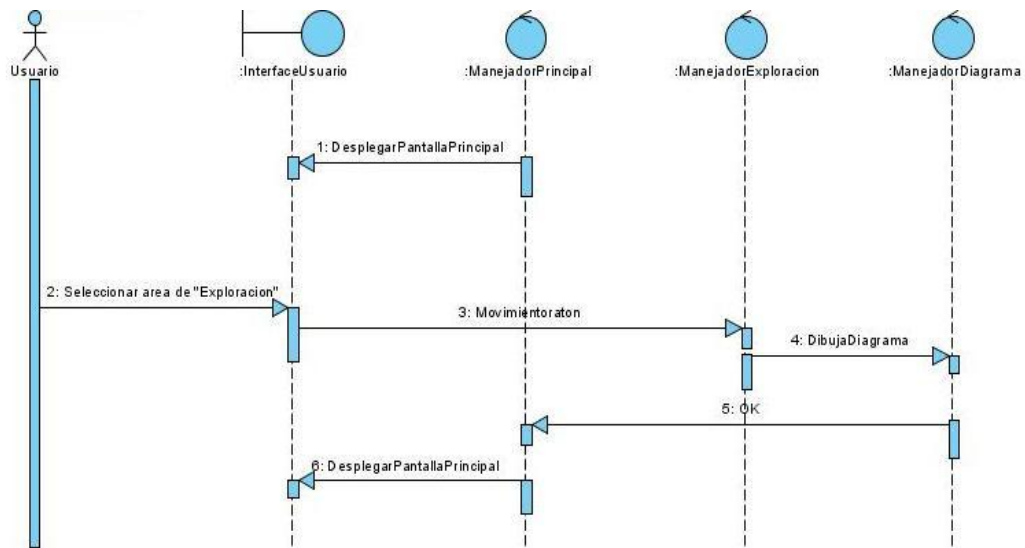 Usuario
:InterfaceUsuario
:ManejadorPrincipal
:ManejadorExploracion
:ManejadorDiagrama
1: DesplegarPantallaPrincipal
2: Seleccionar area de "Exploracion"
3: Movimientoraton
4: DibujaDiagrama
5: OK
6: DesplegarPantallaPrincipal